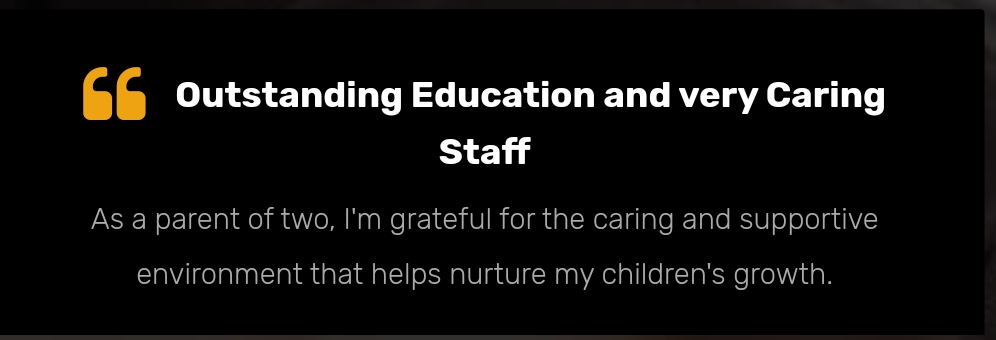 Outstanding Education and very Caring
Staff
As a parent of two, I'm grateful for the caring and supportive
environment that helps nurture my children's growth.